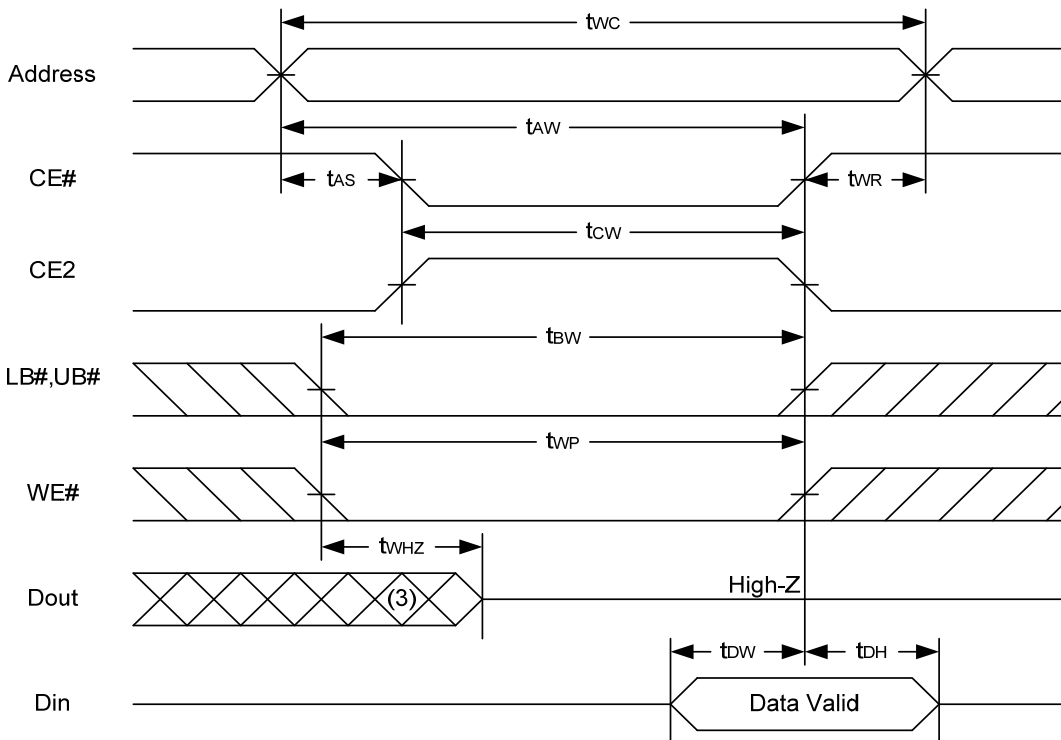 tWC
Address
tAW
CE#
tAS
tWR
tCW
CE2
tBW
LB#,UB#
tWP
WE#
tWHZ
Dout
(3)
High-Z
tDW
tDH
Din
Data Valid